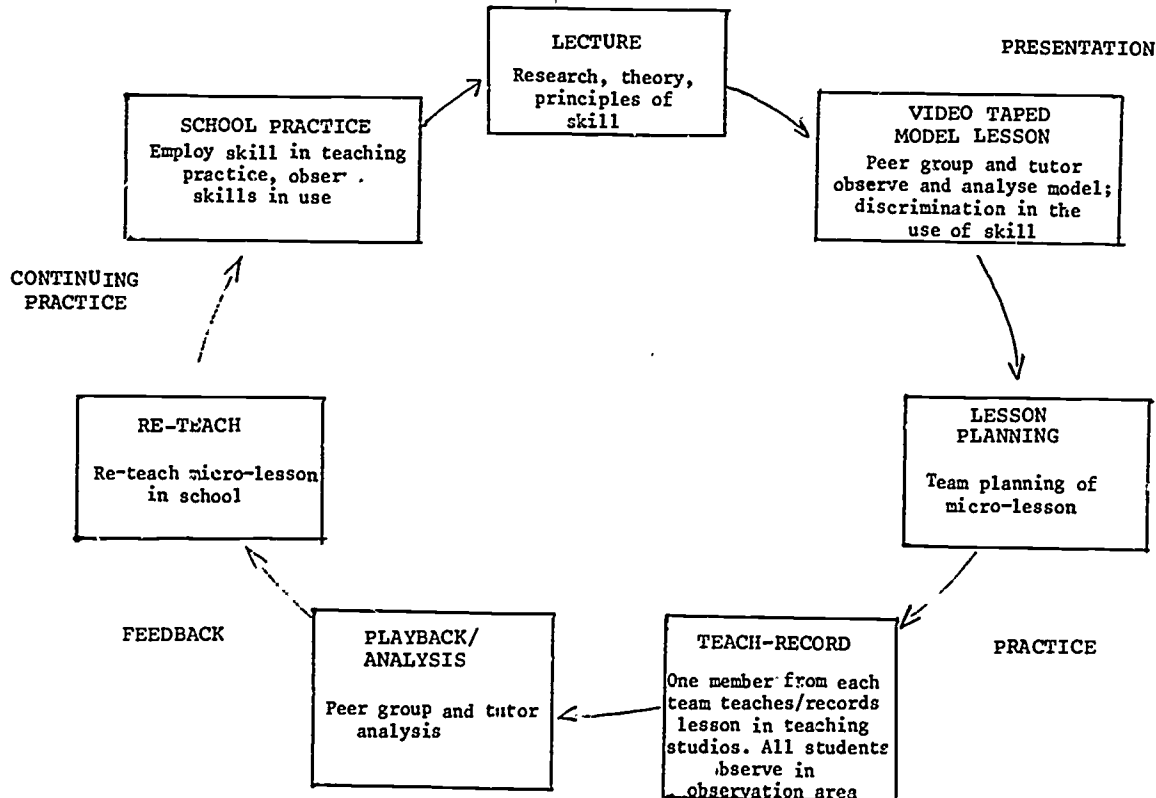 LECTURE
Research, theory,
principles of
skill
PRESENTATION
VIDEO TAPED
MODEL LESSON
Peer group and tutor
observe and analyse model;
discrimination in the
use of skill
LESSON
PLANNING
Team planning of
micro-lesson
PRACTICE
TEACH-RECORD
One member from each
team teaches/records
lesson in teaching
studios. All students
bserve in
observation area
PLAYBACK/
ANALYSIS
Peer group and tutor
analysis
FEEDBACK
RE-TEACH
Re-teach micro-lesson
in school
CONTINUING
PRACTICE
SCHOOL PRACTICE
Employ skill in teaching
practice, obser
skills in use